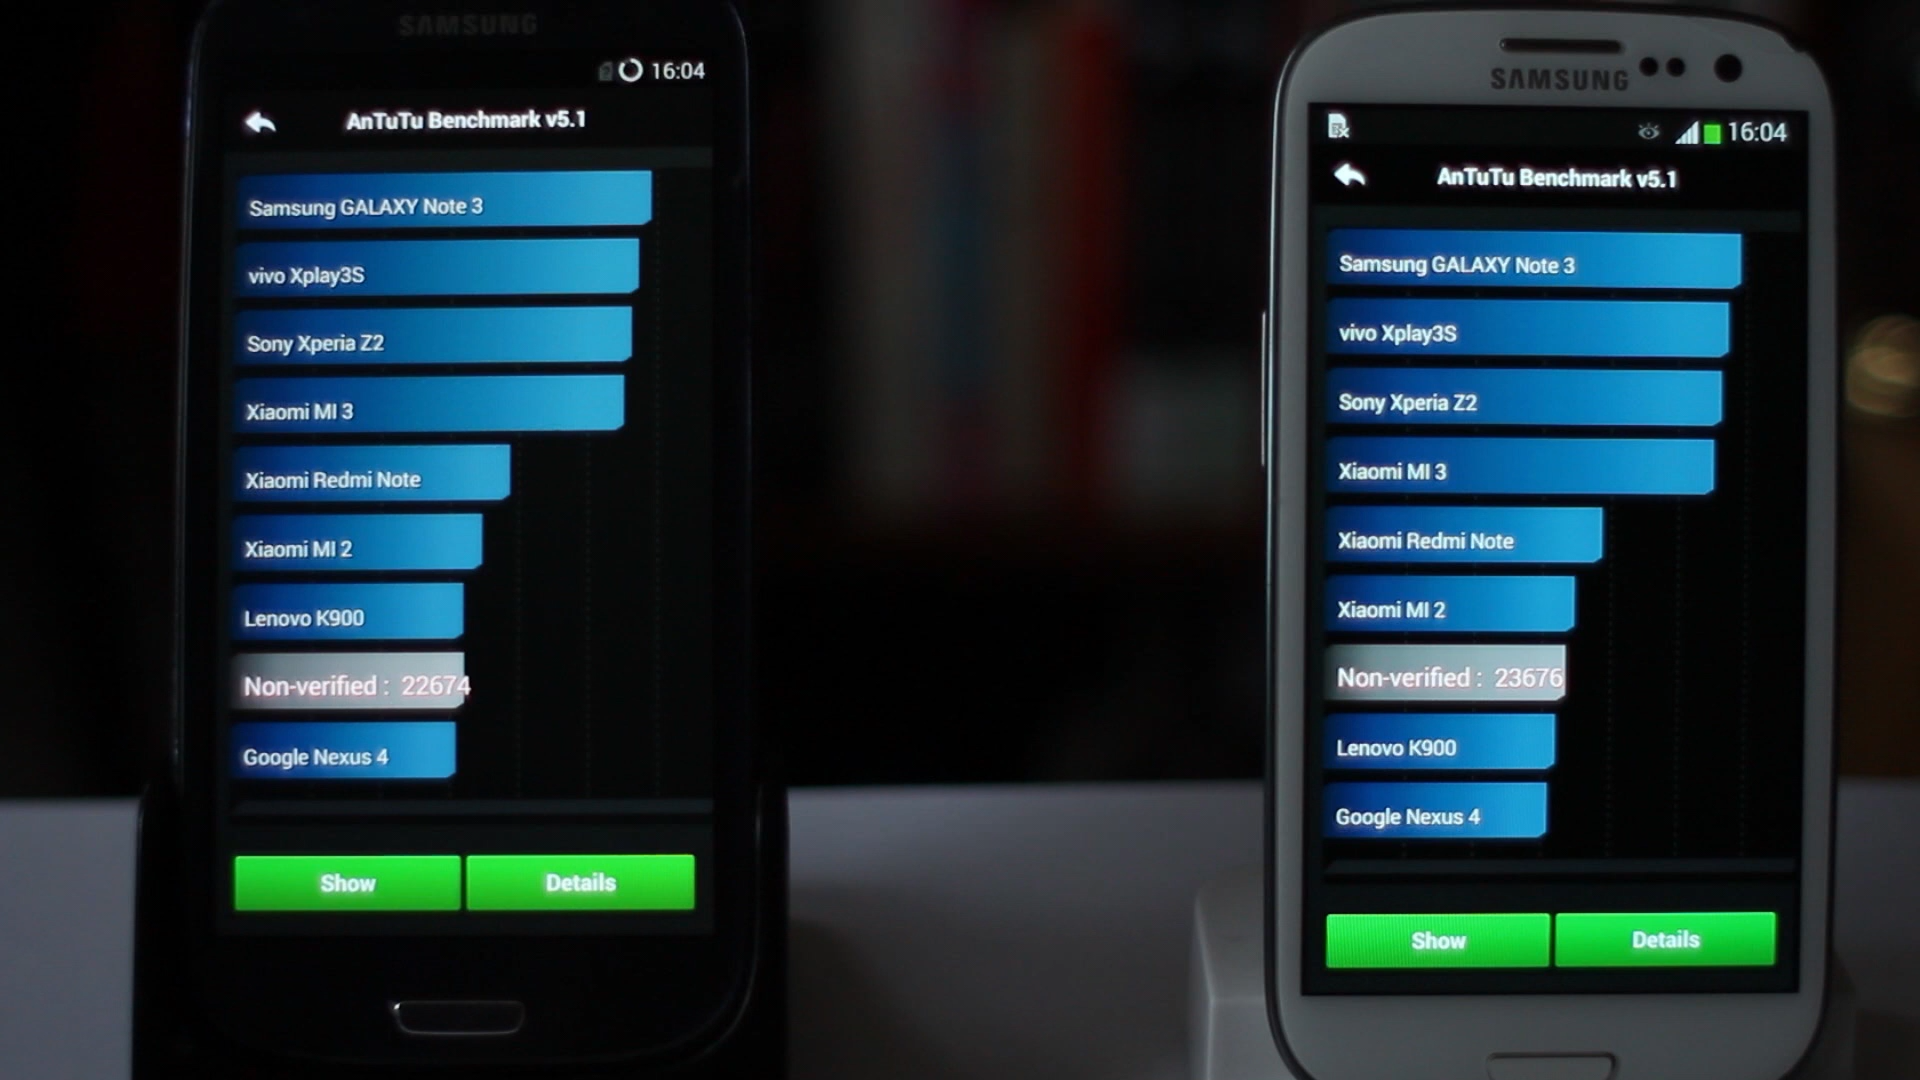 SAMSUNG
16:04
AnTuTu Benchmark v5.1
Samsung GALAXY Note 3
vivo Xplay3S
Sony Xperia Z2
Xiaomi MI 3
Xiaomi Redmi Note
Xiaomi MI 2
Lenovo K900
Non-verified : 22674
Google Nexus 4
Show
Details
SAMSUNG
16:04
AnTuTu Benchmark v5.1
Samsung GALAXY Note 3
vivo Xplay3S
Sony Xperia Z2
Xiaomi MI 3
Xiaomi Redmi Note
Xiaomi MI 2
Non-verified : 23676
Lenovo K900
Google Nexus 4
Show
Details